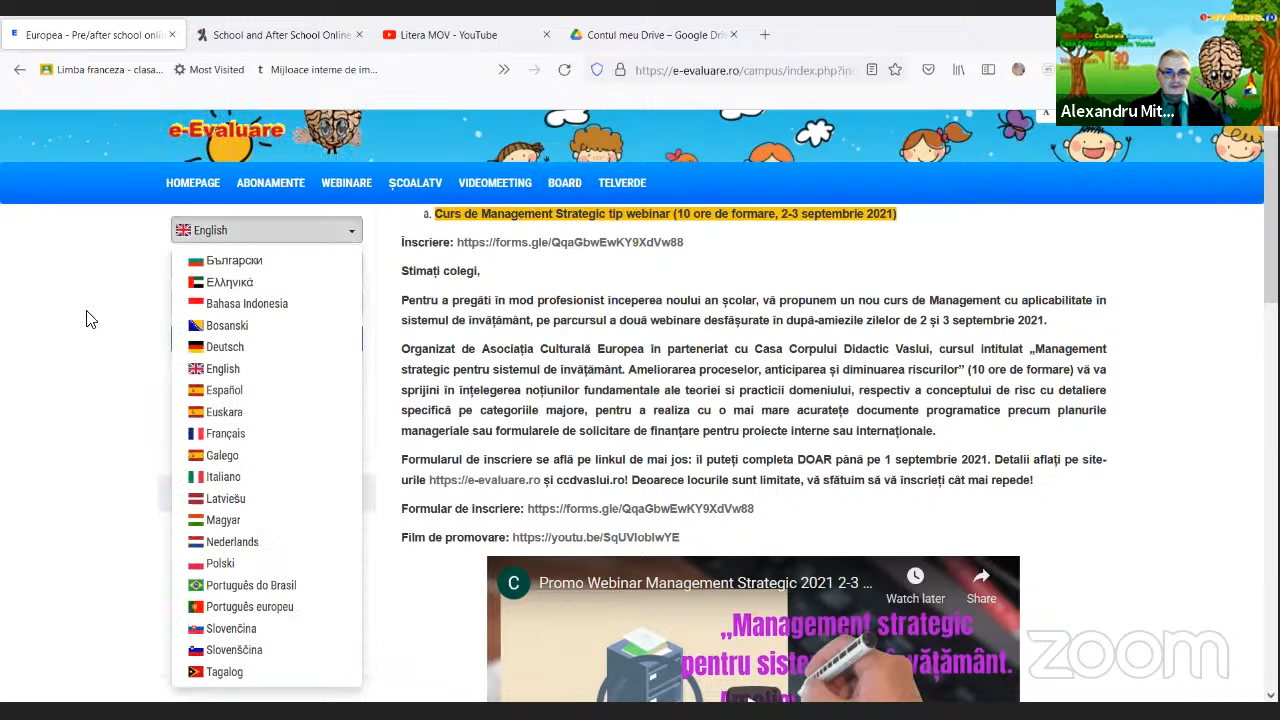 Europea - Pre/after school onlin
School and After School Online
Litera MOV - YouTube
Contul meu Drive – Google Driv
Limba franceza - clasa...
Most Visited
Mijloace interne de îm...
https://e-evaluare.ro/campus/index.php?inc
e-evaluare.ro
Alexandru Mit...
e-Evaluare
HOMEPAGE ABONAMENTE WEBINARE ȘCOALATV VIDEOMEETING BOARD TELVERDE
English
Български
Ελληνικά
Bahasa Indonesia
Bosanski
Deutsch
English
Español
Euskara
Français
Galego
Italiano
Latviešu
Magyar
Nederlands
Polski
Português do Brasil
Português europeu
Slovenčina
Slovenščina
Tagalog
a. Curs de Management Strategic tip webinar (10 ore de formare, 2-3 septembrie 2021)
Înscriere: https://forms.gle/QqaGbwEwKY9XdVw88
Stimați colegi,
Pentru a pregăti în mod profesionist începerea noului an școlar, vă propunem un nou curs de Management cu aplicabilitate în
sistemul de învățământ, pe parcursul a două webinare desfășurate în după-amiezile zilelor de 2 și 3 septembrie 2021.
Organizat de Asociația Culturală Europea în parteneriat cu Casa Corpului Didactic Vaslui, cursul intitulat „Management
strategic pentru sistemul de învățământ. Ameliorarea proceselor, anticiparea și diminuarea riscurilor” (10 ore de formare) vă va
sprijini în înțelegerea noțiunilor fundamentale ale teoriei si practicii domeniului, respectiv a conceptului de risc cu detaliere
specifică pe categoriile majore, pentru a realiza cu o mai mare acuratețe documente programatice precum planurile
manageriale sau formularele de solicitare de finanțare pentru proiecte interne sau internaționale.
Formularul de înscriere se află pe linkul de mai jos: îl puteți completa DOAR până pe 1 septembrie 2021. Detalii aflați pe site-
urile https://e-evaluare.ro și ccdvaslui.ro! Deoarece locurile sunt limitate, vă sfătuim să vă înscrieți cât mai repede!
Formular de înscriere: https://forms.gle/QqaGbwEwKY9XdVw88
Film de promovare: https://youtu.be/SqUVlobIwYE
C
Promo Webinar Management Strategic 2021 2-3 ...
Watch later
Share
„Management strategic
pentru siste învățământ.
zoom